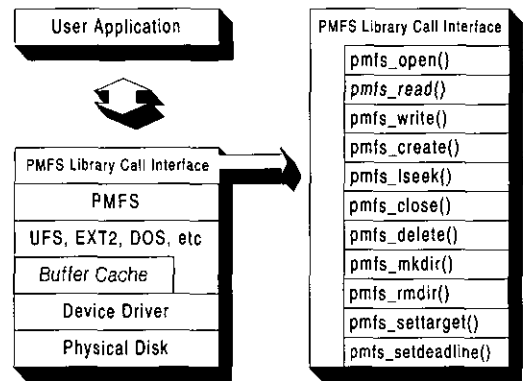 User Application
PMFS Library Call Interface
PMFS
UFS, EXT2, DOS, etc
Buffer Cache
Device Driver
Physical Disk
PMFS Library Call Interface
pmfs_open()
pmfs_read()
pmfs_write()
pmfs_create()
pmfs_lseek()
pmfs_close()
pmfs_delete()
pmfs_mkdir()
pmfs_rmdir()
pmfs_settarget()
pmfs_setdeadline()